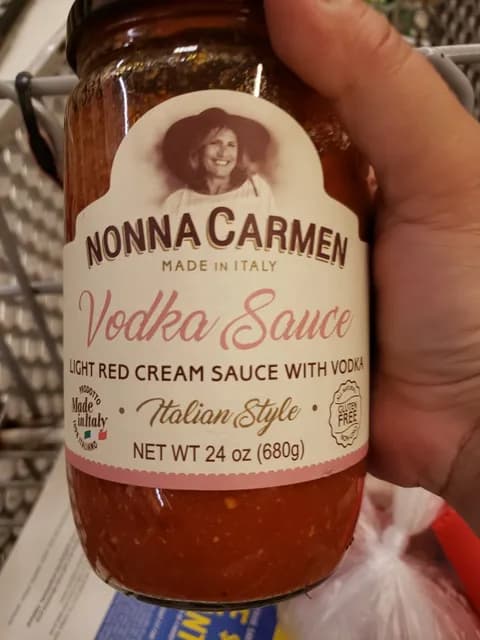 NONNA CARMEN
MADE IN ITALY
Vodka Sauce
LIGHT RED CREAM SAUCE WITH VODKA
PRODOTTO
Made
in Italy
• Italian Style •
GLUTEN
FREE
NET WT 24 oz (680g)